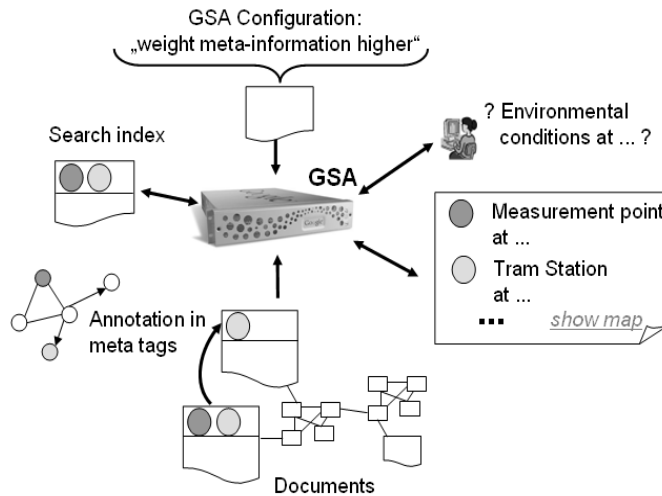 GSA Configuration:
„weight meta-information higher“
Search index
GSA
? Environmental
conditions at ... ?
Google
Measurement point
at ...
Tram Station
at ...
... show map
Annotation in
meta tags
Documents